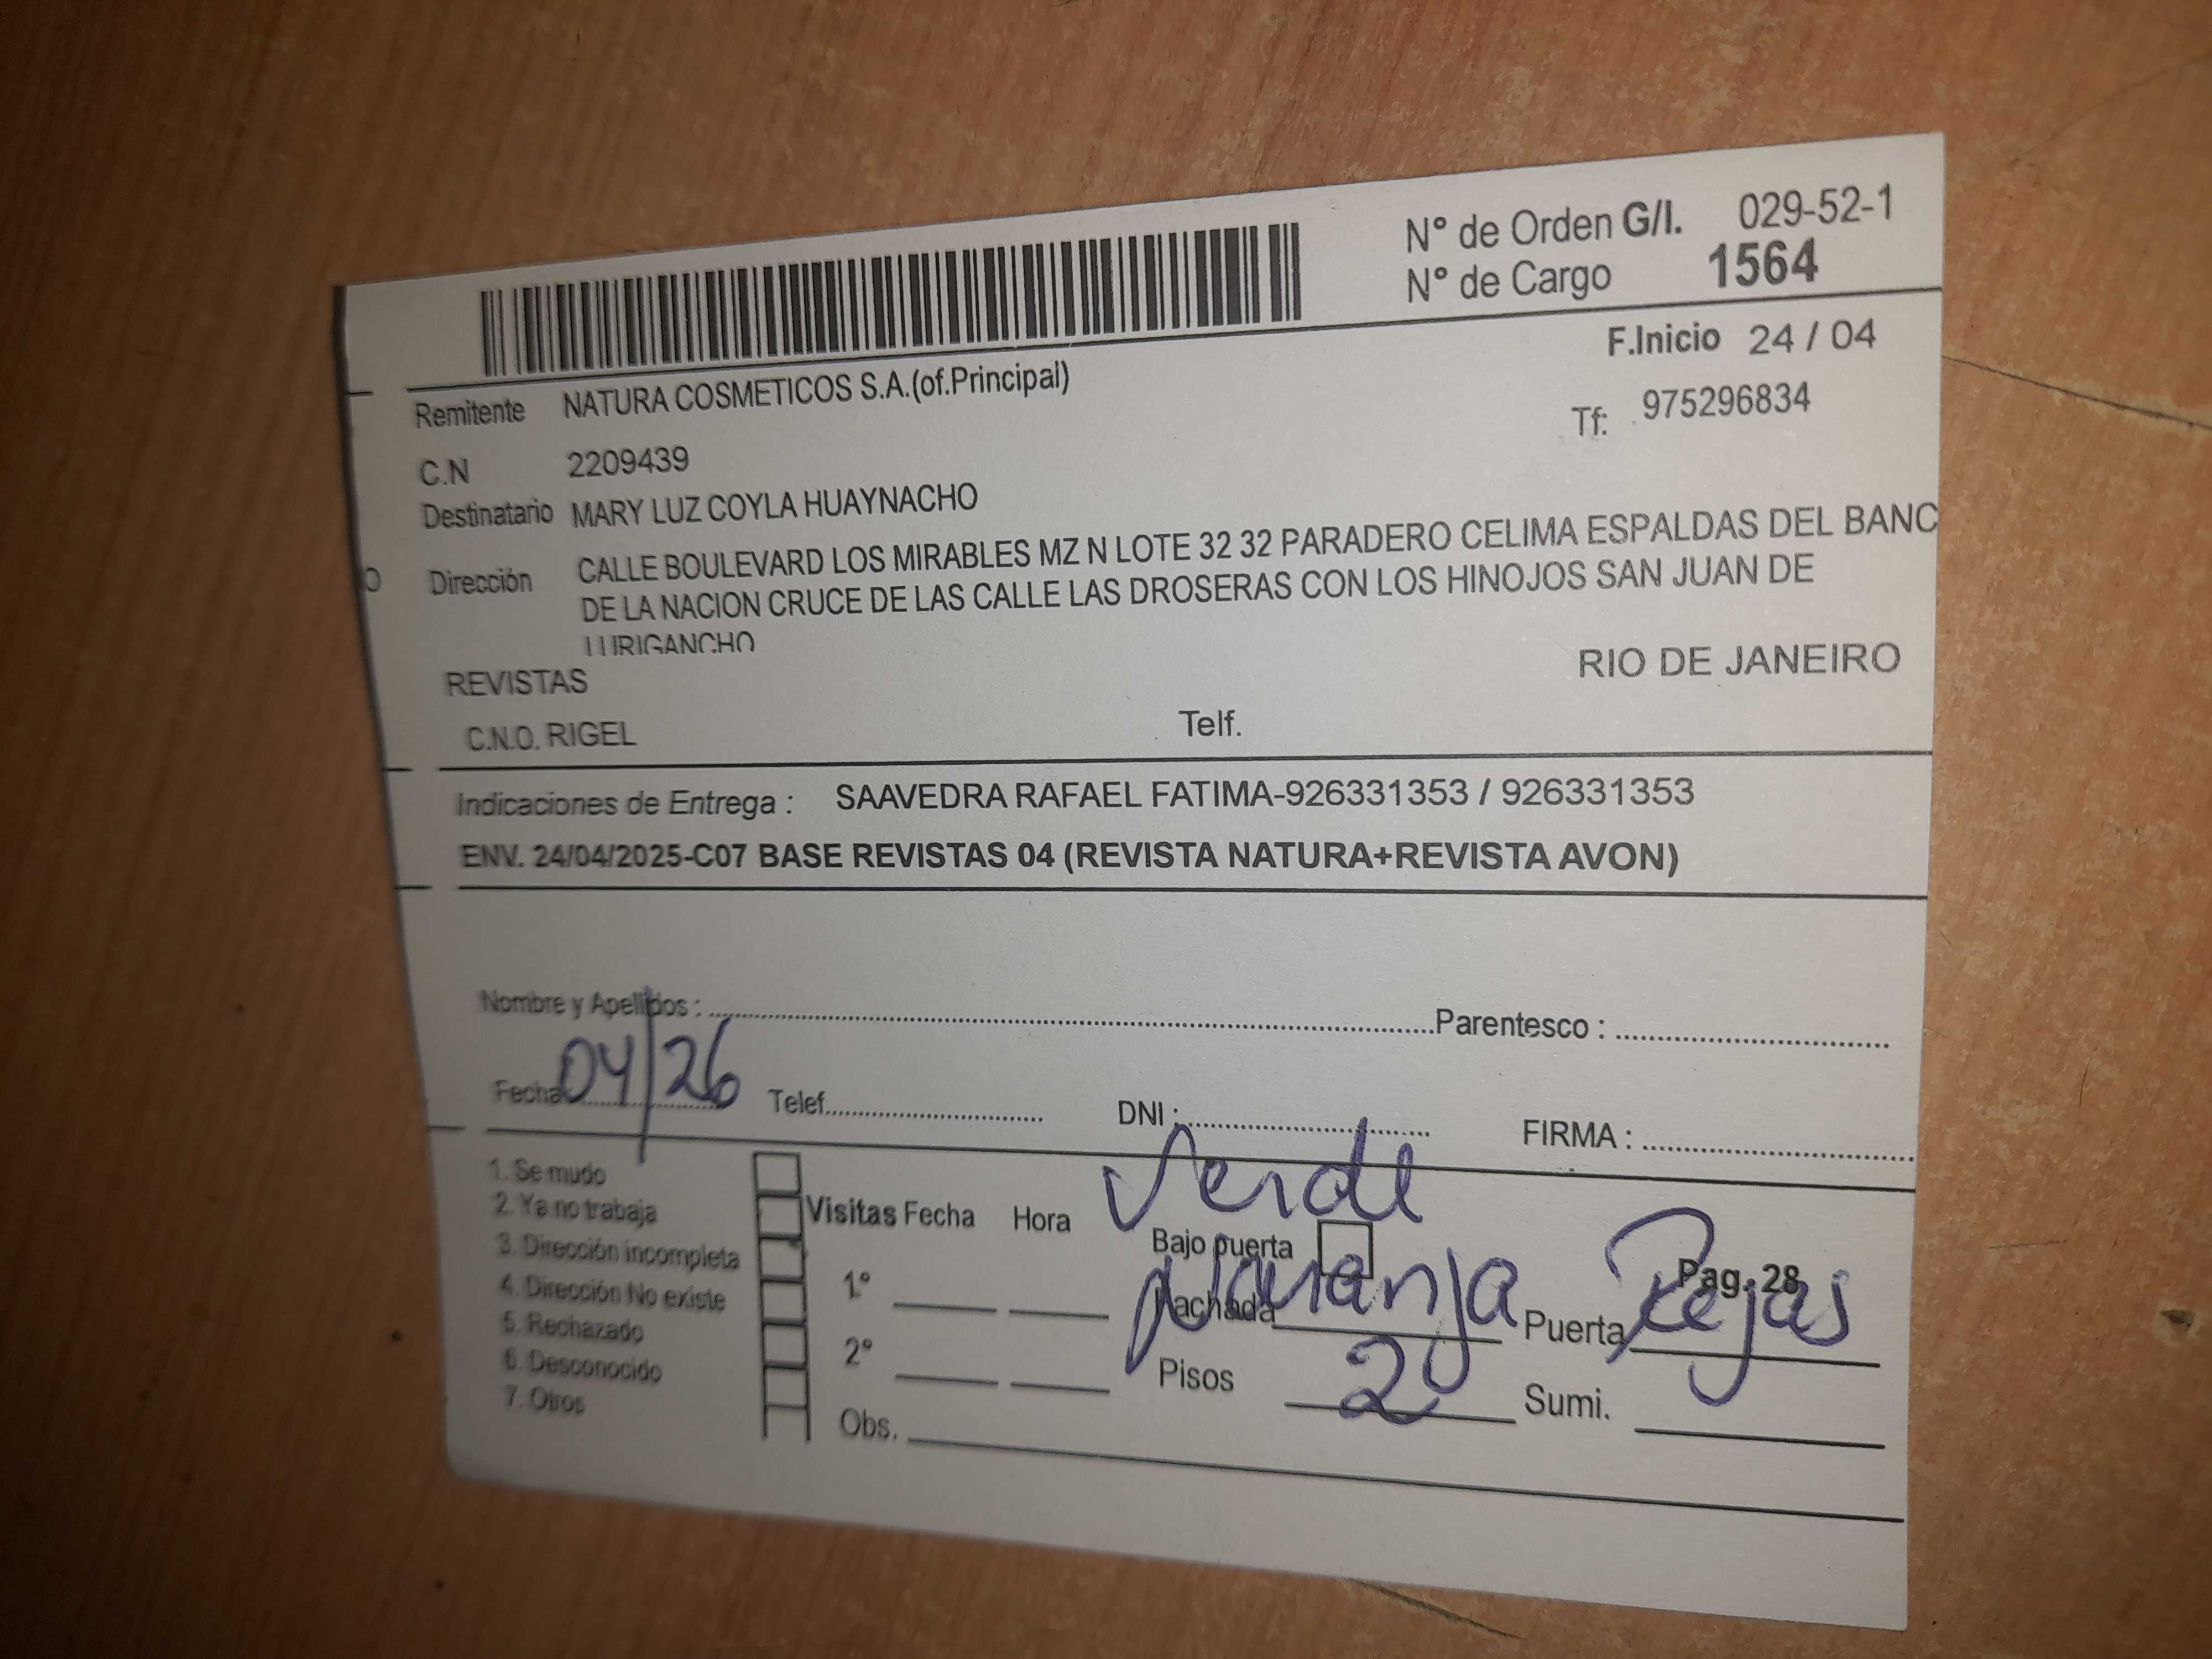 Nº de Orden G/I. 029-52-1
Nº de Cargo 1564
F.Inicio 24 / 04
Remitente NATURA COSMETICOS S.A.(of.Principal)
Tf: 975296834
C.N 2209439
Destinatario MARY LUZ COYLA HUAYNACHO
O Dirección CALLE BOULEVARD LOS MIRABLES MZ N LOTE 32 32 PARADERO CELIMA ESPALDAS DEL BANC
DE LA NACION CRUCE DE LAS CALLE LAS DROSERAS CON LOS HINOJOS SAN JUAN DE
LURIGANCHO
REVISTAS RIO DE JANEIRO
C.N.O. RIGEL Telf.
Indicaciones de Entrega : SAAVEDRA RAFAEL FATIMA-926331353 / 926331353
ENV. 24/04/2025-C07 BASE REVISTAS 04 (REVISTA NATURA+REVISTA AVON)
Nombre y Apellidos : Parentesco :
Fecha 04/26 Telef. DNI : FIRMA :
Verde
1. Se mudo
2. Ya no trabaja
3. Dirección incompleta
4. Dirección No existe
5. Rechazado
6. Desconocido
7. Otros
Visitas Fecha Hora
1º
2º
Obs.
Bajo puerta
Pag. 28
Fachada Naranja Puerta Rejas
Pisos 2 Sumi.